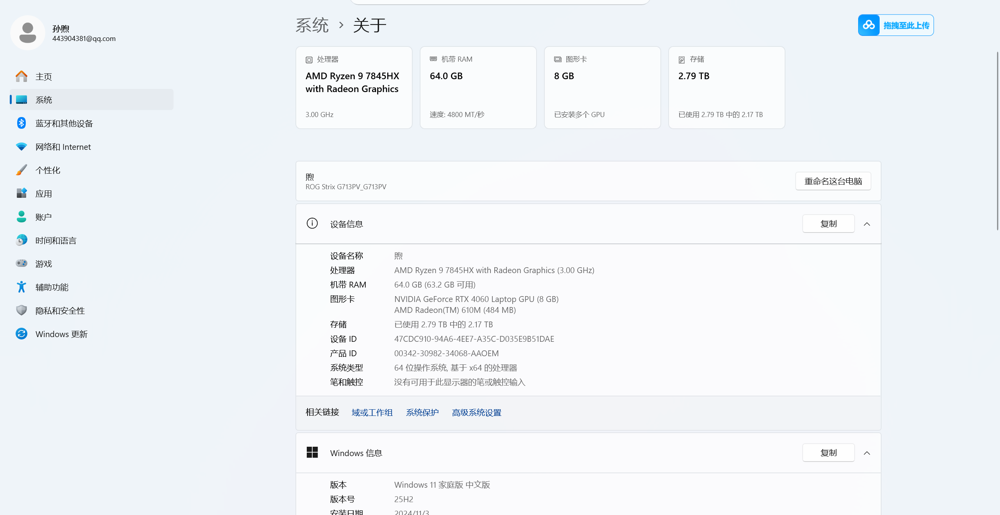 系统 › 关于
拖拽至此上传
孙煦
443904381@qq.com
主页
系统
蓝牙和其他设备
网络和 Internet
个性化
应用
账户
时间和语言
游戏
辅助功能
隐私和安全性
Windows 更新
处理器
AMD Ryzen 9 7845HX
with Radeon Graphics
3.00 GHz
机带 RAM
64.0 GB
速度: 4800 MT/秒
图形卡
8 GB
已安装多个 GPU
存储
2.79 TB
已使用 2.79 TB 中的 2.17 TB
煦
ROG Strix G713PV_G713PV
重命名这台电脑
设备信息
复制
设备名称 煦
处理器 AMD Ryzen 9 7845HX with Radeon Graphics (3.00 GHz)
机带 RAM 64.0 GB (63.2 GB 可用)
图形卡 NVIDIA GeForce RTX 4060 Laptop GPU (8 GB)
AMD Radeon(TM) 610M (484 MB)
存储 已使用 2.79 TB 中的 2.17 TB
设备 ID 47CDC910-94A6-4EE7-A35C-D035E9B51DAE
产品 ID 00342-30982-34068-AAOEM
系统类型 64 位操作系统, 基于 x64 的处理器
笔和触控 没有可用于此显示器的笔或触控输入
相关链接 域或工作组 系统保护 高级系统设置
Windows 信息
复制
版本 Windows 11 家庭版 中文版
版本号 25H2
安装日期 2024/11/3